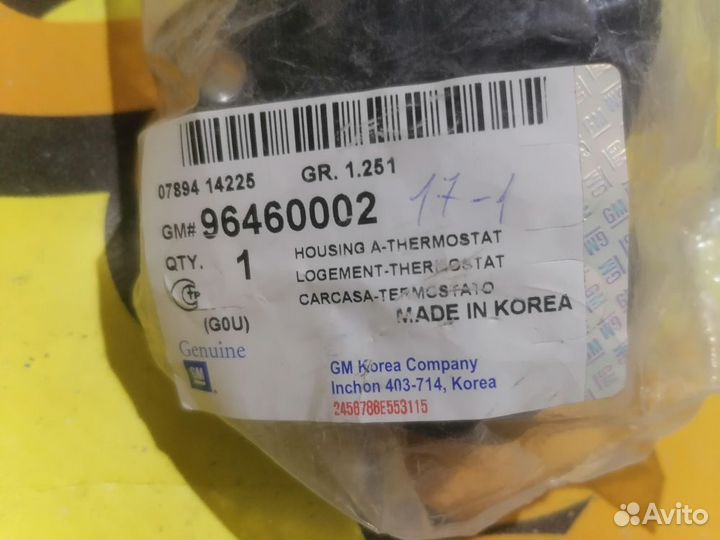 07894 14225 GR. 1.251
GM# 96460002 17-1
QTY. 1 HOUSING A-THERMOSTAT
LOGEMENT-THERMOSTAT
CARCASA-TERMOSTATO
MADE IN KOREA
(G0U)
Genuine
GM
GM Korea Company
Inchon 403-714, Korea
2456786E553115
Avito